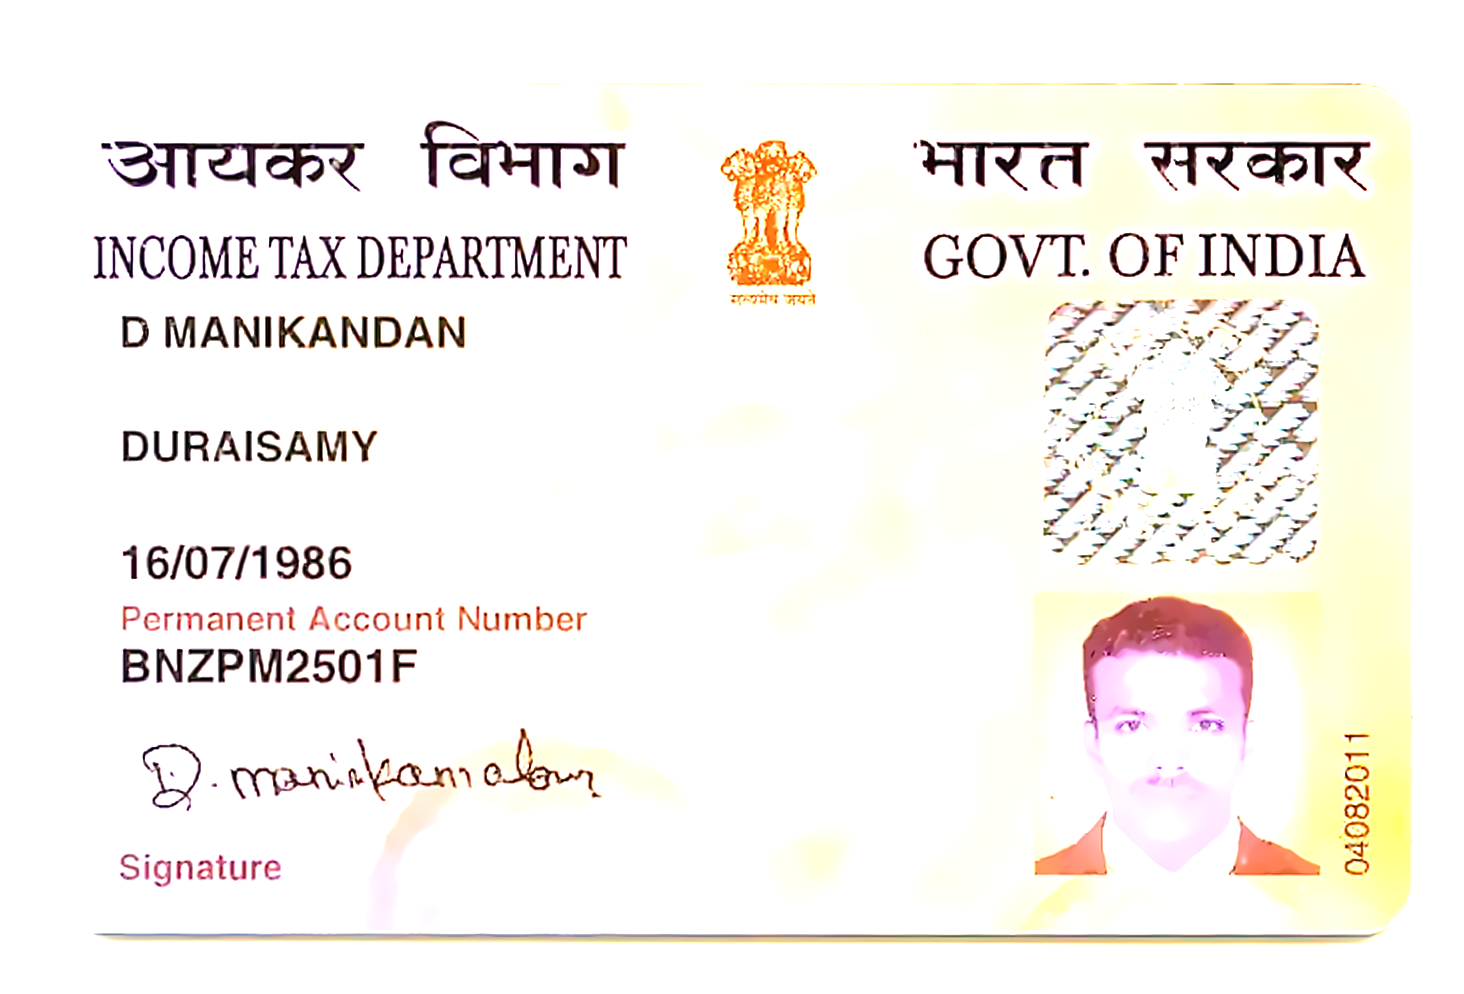 आयकर विभाग
INCOME TAX DEPARTMENT
भारत सरकार
GOVT. OF INDIA
सत्यमेव जयते
D MANIKANDAN
DURAISAMY
16/07/1986
Permanent Account Number
BNZPM2501F
D. manikandan
Signature
04082011